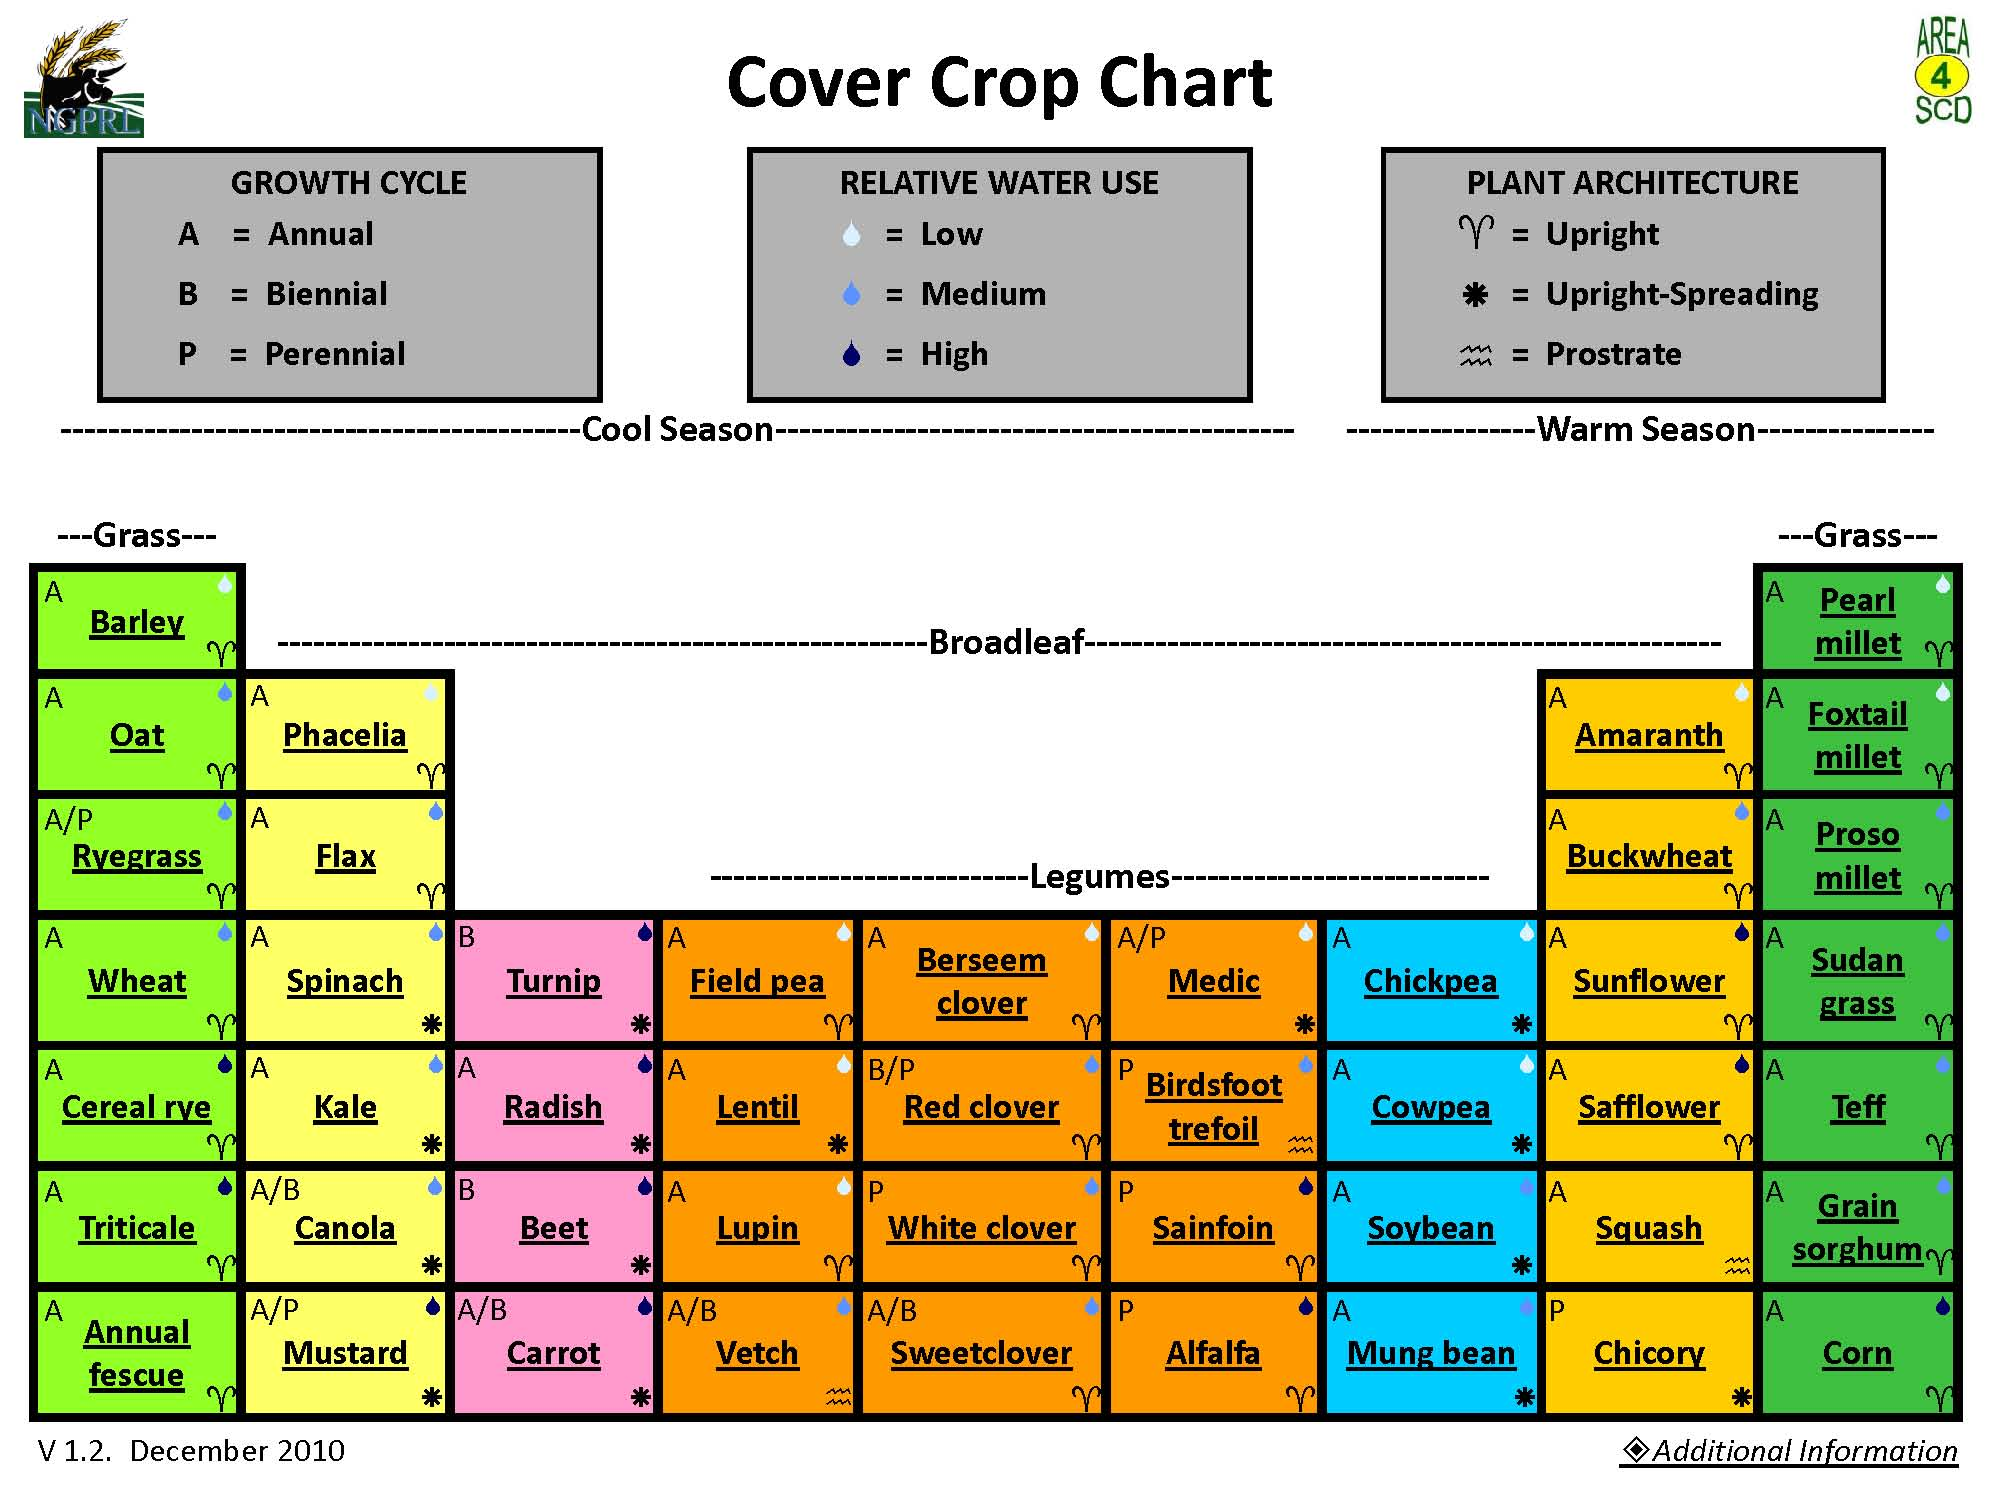 NGPRL
AREA
4
SCD
Cover Crop Chart
GROWTH CYCLE
A = Annual
B = Biennial
P = Perennial
RELATIVE WATER USE
= Low
= Medium
= High
PLANT ARCHITECTURE
= Upright
= Upright-Spreading
= Prostrate
Cool Season
Warm Season
---Grass---
---Grass---
A
Barley
Broadleaf
A
Pearl
millet
A
Oat
A
Phacelia
A
Amaranth
A
Foxtail
millet
A/P
Ryegrass
A
Flax
Legumes
A
Buckwheat
A
Proso
millet
A
Wheat
A
Spinach
B
Turnip
A
Field pea
A
Berseem
clover
A/P
Medic
A
Chickpea
A
Sunflower
A
Sudan
grass
A
Cereal rye
A
Kale
A
Radish
A
Lentil
B/P
Red clover
P
Birdsfoot
trefoil
A
Cowpea
A
Safflower
A
Teff
A
Triticale
A/B
Canola
B
Beet
A
Lupin
P
White clover
P
Sainfoin
A
Soybean
A
Squash
A
Grain
sorghum
A
Annual
fescue
A/P
Mustard
A/B
Carrot
A/B
Vetch
A/B
Sweetclover
P
Alfalfa
A
Mung bean
P
Chicory
A
Corn
V 1.2. December 2010
Additional Information